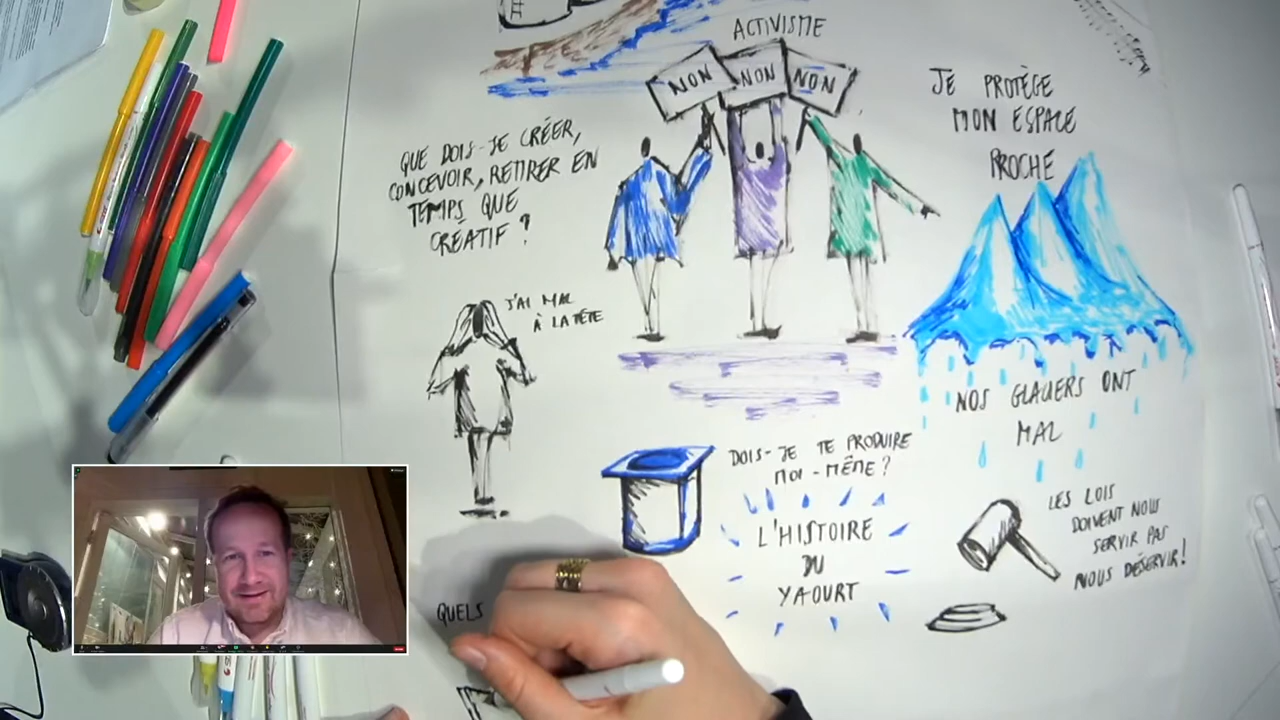 ACTIVISME
NON
NON
NON
JE PROTÈGE
MON ESPACE
PROCHE
QUE DOIS-JE CRÉER,
CONCEVOIR, RETIRER EN
TEMPS QUE
CRÉATIF ?
J'AI MAL
À LA TÊTE
NOS GLACIERS ONT
MAL
DOIS-JE TE PRODUIRE
MOI-MÊME ?
L'HISTOIRE
DU
YAOURT
LES LOIS
DOIVENT NOUS
SERVIR PAS
NOUS DÉSERVIR !
QUELS